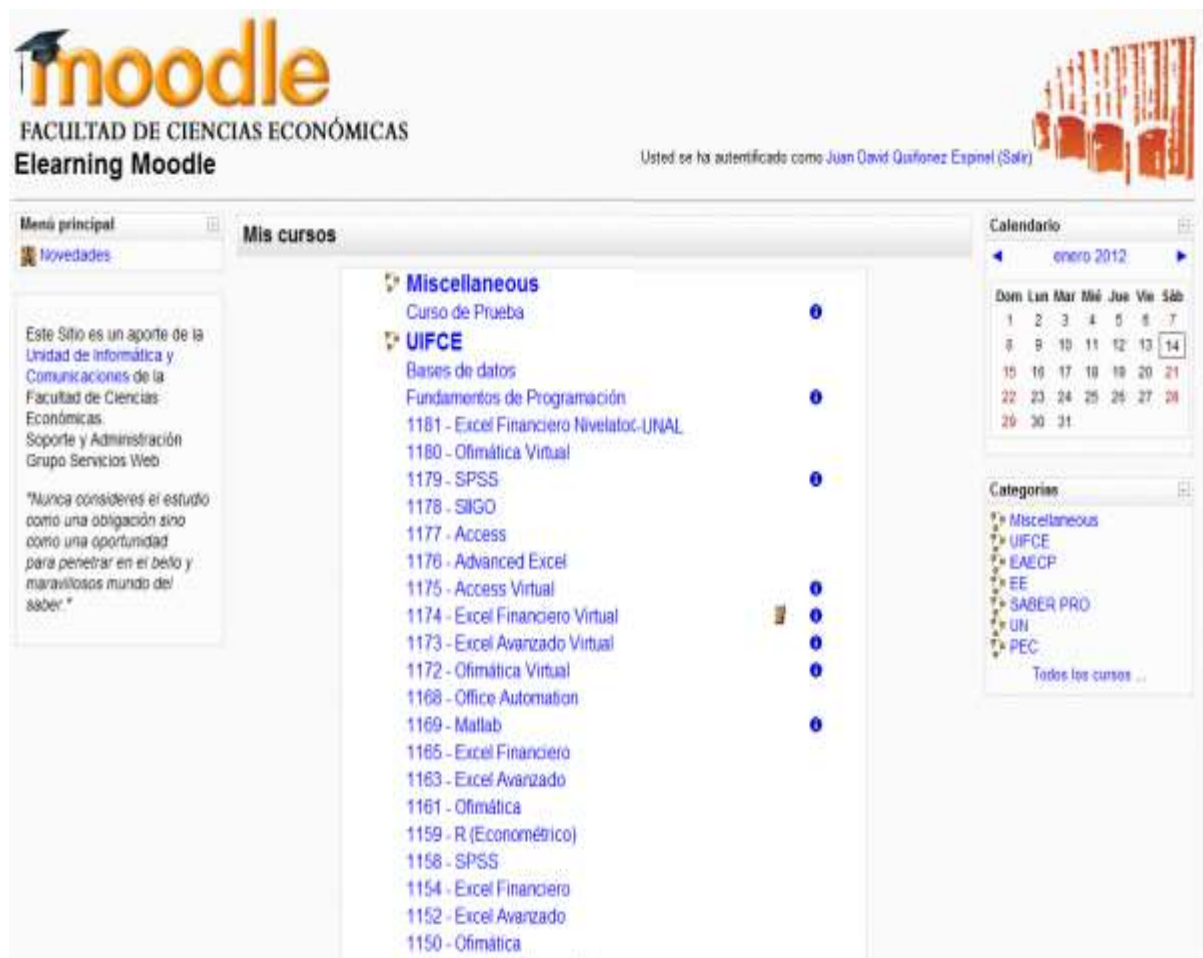 moodle
FACULTAD DE CIENCIAS ECONÓMICAS
Elearning Moodle
Usted se ha autentificado como Juan David Quiñonez Espinel (Salir)
Menú principal
Novedades
Este Sitio es un aporte de la
Unidad de Informática y
Comunicaciones de la
Facultad de Ciencias
Económicas.
Soporte y Administración
Grupo Servicios Web
"Nunca consideres el estudio
como una obligación sino
como una oportunidad
para penetrar en el bello y
maravillosos mundo del
saber."
Mis cursos
Miscellaneous
Curso de Prueba
UIFCE
Bases de datos
Fundamentos de Programación
1181 - Excel Financiero Nivelatoc-UNAL
1180 - Ofimática Virtual
1179 - SPSS
1178 - SIIGO
1177 - Access
1176 - Advanced Excel
1175 - Access Virtual
1174 - Excel Financiero Virtual
1173 - Excel Avanzado Virtual
1172 - Ofimática Virtual
1168 - Office Automation
1169 - Matlab
1165 - Excel Financiero
1163 - Excel Avanzado
1161 - Ofimática
1159 - R (Econométrico)
1158 - SPSS
1154 - Excel Financiero
1152 - Excel Avanzado
1150 - Ofimática
Calendario
◄ enero 2012 ►
Dom Lun Mar Mié Jue Vie Sáb
1 2 3 4 5 6 7
8 9 10 11 12 13 14
15 16 17 18 19 20 21
22 23 24 25 26 27 28
29 30 31
Categorías
Miscellaneous
UIFCE
EAECP
EE
SABER PRO
UN
PEC
Todos los cursos ...